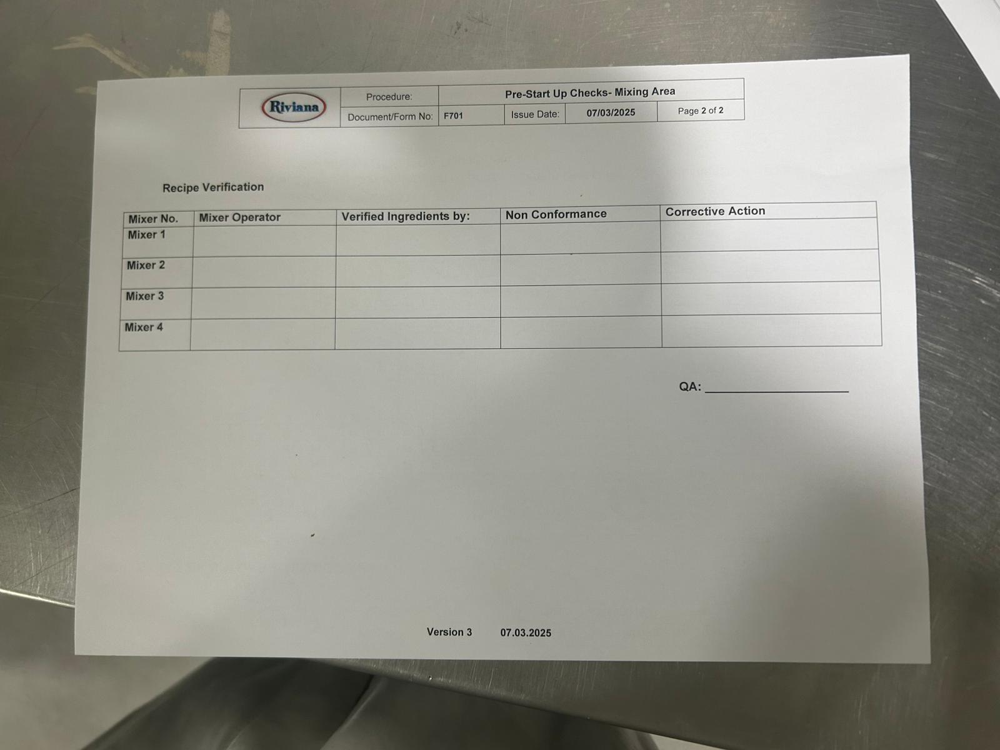 Riviana
Procedure: Pre-Start Up Checks- Mixing Area
Document/Form No: F701 Issue Date: 07/03/2025 Page 2 of 2
Recipe Verification
Mixer No. Mixer Operator Verified Ingredients by: Non Conformance Corrective Action
Mixer 1
Mixer 2
Mixer 3
Mixer 4
QA: ____________________
Version 3 07.03.2025